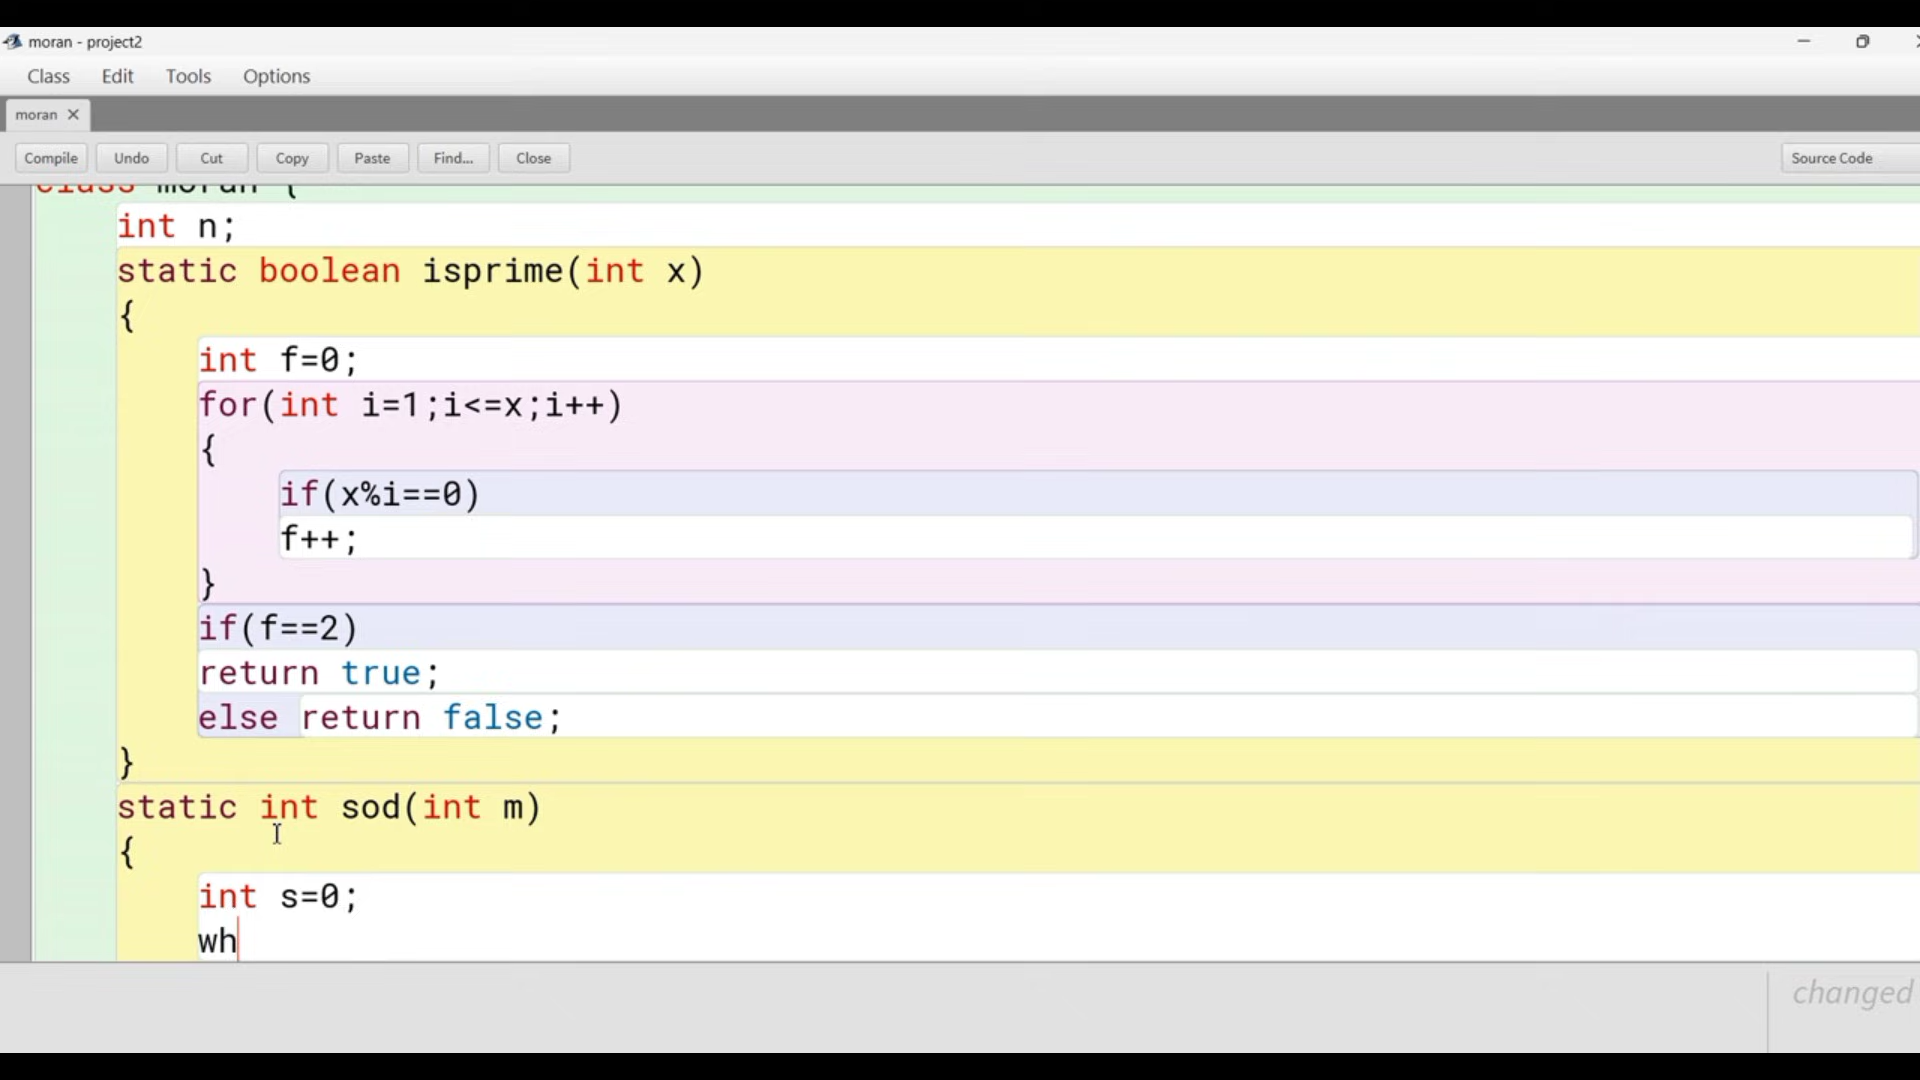 moran - project2
Class Edit Tools Options
moran
Compile Undo Cut Copy Paste Find... Close Source Code
class moran {
int n;
static boolean isprime(int x)
{
int f=0;
for(int i=1;i<=x;i++)
{
if(x%i==0)
f++;
}
if(f==2)
return true;
else return false;
}
static int sod(int m)
{
int s=0;
wh
changed